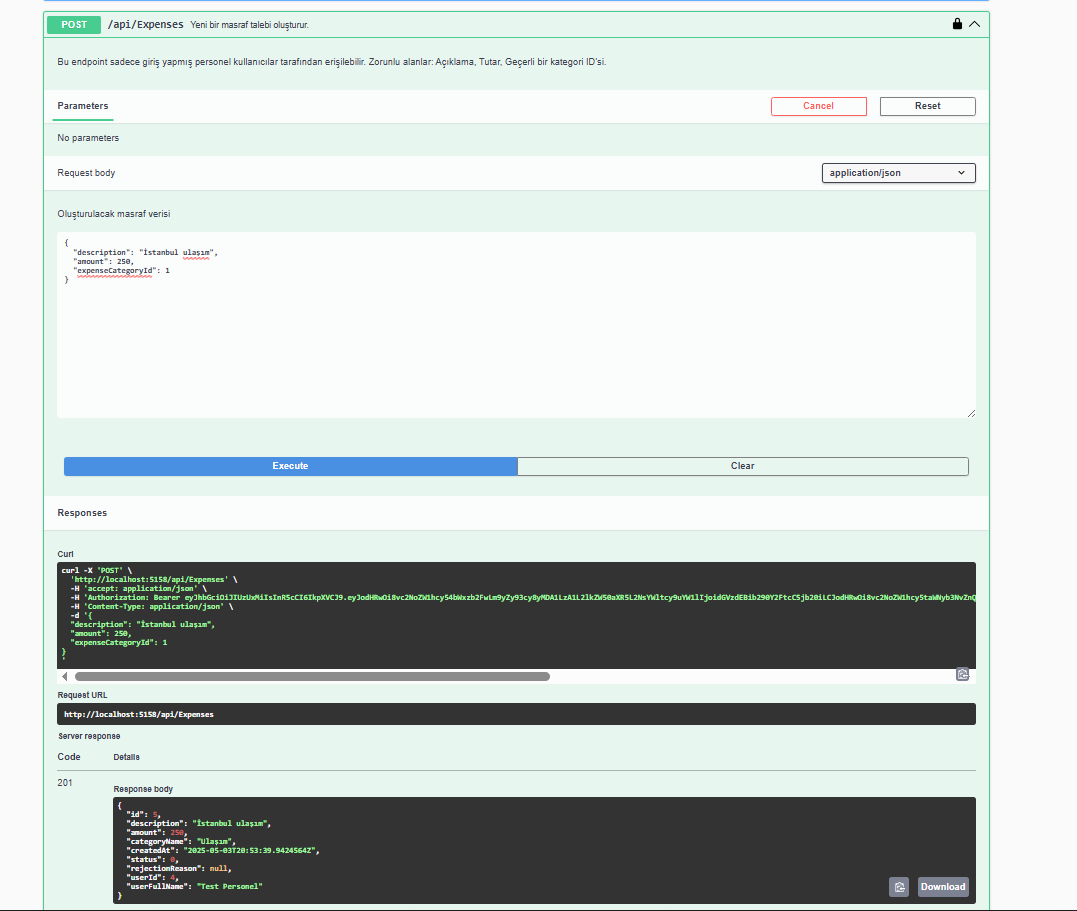 POST /api/Expenses Yeni bir masraf talebi oluşturur.
Bu endpoint sadece giriş yapmış personel kullanıcılar tarafından erişilebilir. Zorunlu alanlar: Açıklama, Tutar, Geçerli bir kategori ID'si.
Parameters
Cancel
Reset
No parameters
Request body
application/json
Oluşturulacak masraf verisi
{
"description": "İstanbul ulaşım",
"amount": 250,
"expenseCategoryId": 1
}
Execute
Clear
Responses
Curl
curl -X 'POST' \
'http://localhost:5158/api/Expenses' \
-H 'accept: application/json' \
-H 'Authorization: Bearer
-H 'Content-Type: application/json' \
-d '{
"description": "İstanbul ulaşım",
"amount": 250,
"expenseCategoryId": 1
}
'
Request URL
http://localhost:5158/api/Expenses
Server response
Code Details
201
Response body
{
"id": 5,
"description": "İstanbul ulaşım",
"amount": 250,
"categoryName": "Ulaşım",
"createdAt": "2025-05-03T20:53:39.9424564Z",
"status": 0,
"rejectionReason": null,
"userId": 4,
"userFullName": "Test Personel"
}
Download